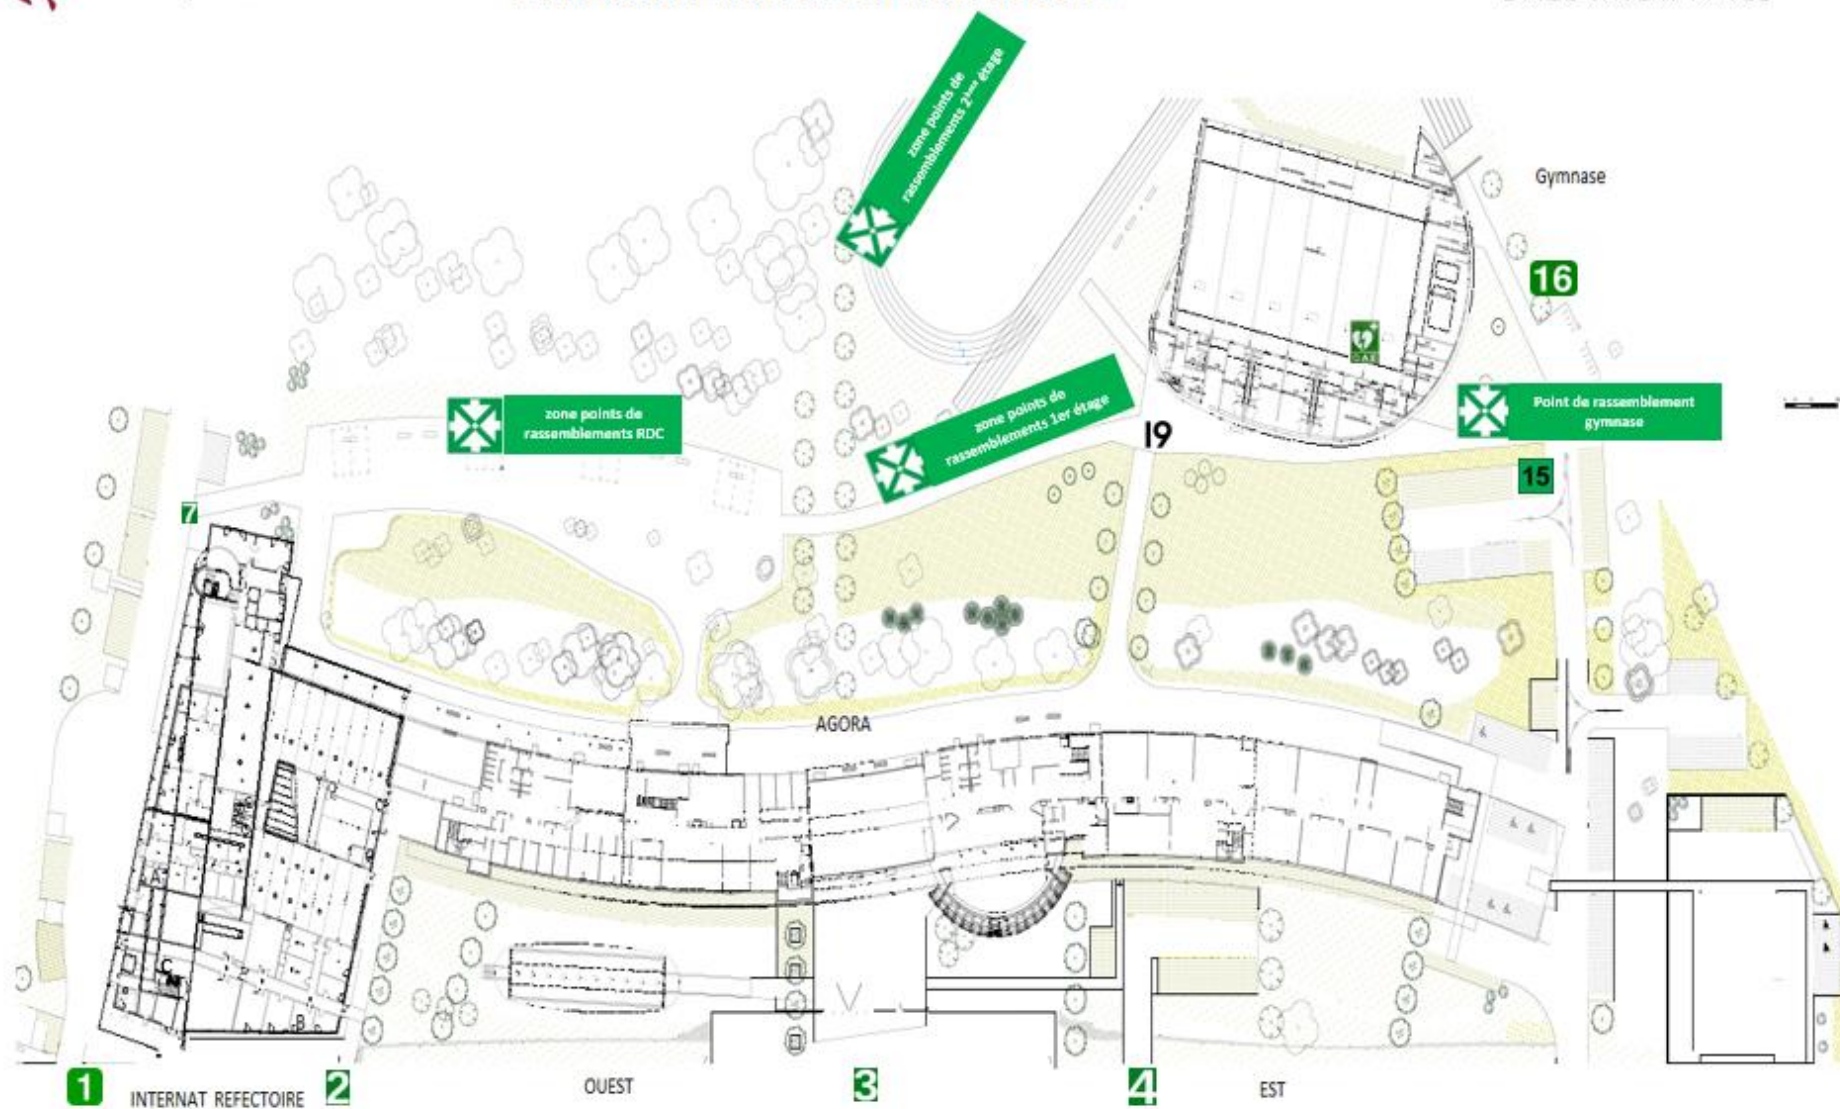 zone points de
rassemblements 2ème étage
Gymnase
16
DAE
zone points de
rassemblements RDC
zone points de
rassemblements 1er étage
Point de rassemblement
gymnase
19
15
7
AGORA
A
C
B
1
INTERNAT REFECTOIRE
2
OUEST
3
4
EST